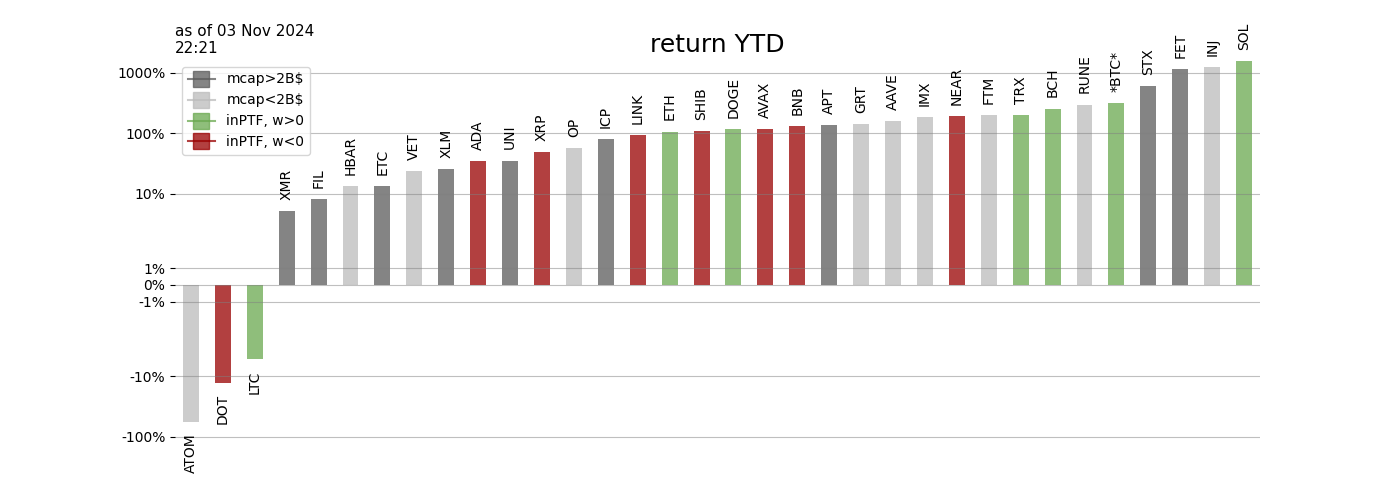 as of 03 Nov 2024
22:21
return YTD
mcap>2B$
mcap<2B$
inPTF, w>0
inPTF, w<0
1000%
100%
10%
1%
0%
-1%
-10%
-100%
ATOM
DOT
LTC
XMR
FIL
HBAR
ETC
VET
XLM
ADA
UNI
XRP
OP
ICP
LINK
ETH
SHIB
DOGE
AVAX
BNB
APT
GRT
AAVE
IMX
NEAR
FTM
TRX
BCH
RUNE
*BTC*
STX
FET
INJ
SOL